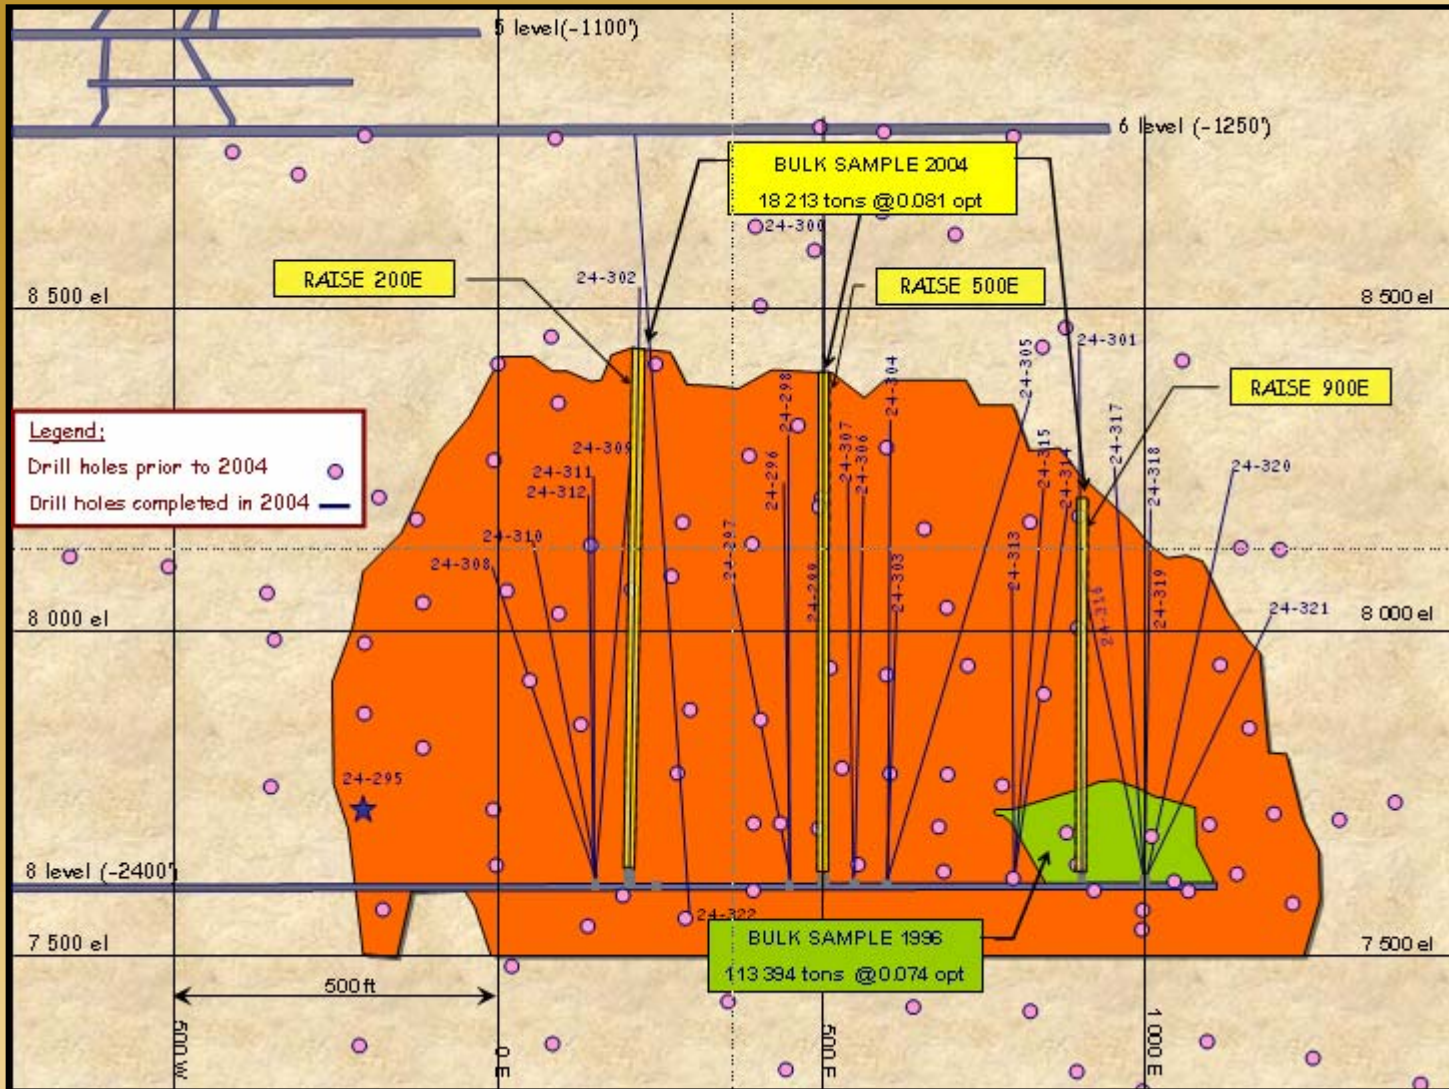 5 level(-1100')
6 level (-1250')
BULK SAMPLE 2004
18 213 tons @0.081 opt
24-300
RAISE 200E
24-302
RAISE 500E
8 500 el
8 500 el
24-301
24-305
24-304
24-298
RAISE 900E
Legend:
Drill holes prior to 2004
Drill holes completed in 2004
24-309
24-311
24-312
24-310
24-308
24-296
24-297
24-307
24-306
24-299
24-303
24-315
24-314
24-313
24-317
24-318
24-320
24-316
24-319
24-321
8 000 el
8 000 el
24-295
8 level (-2400'
24-322
BULK SAMPLE 1996
113 394 tons @0.074 opt
7 500 el
7 500 el
500 ft
500 W
0 E
500 E
1 000 E